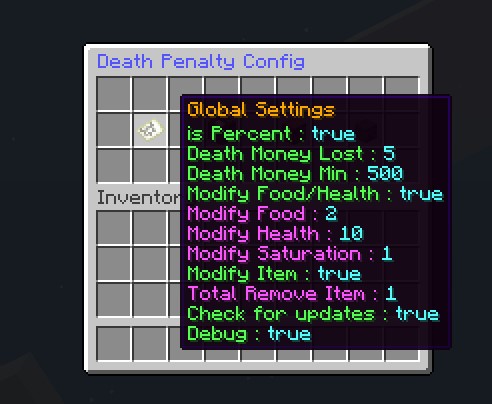 Death Penalty Config
Global Settings
is Percent : true
Death Money Lost : 5
Death Money Min : 500
Modify Food/Health : true
Inventor
Modify Food : 2
Modify Health : 10
Modify Saturation : 1
Modify Item : true
Total Remove Item : 1
Check for updates : true
Debug : true